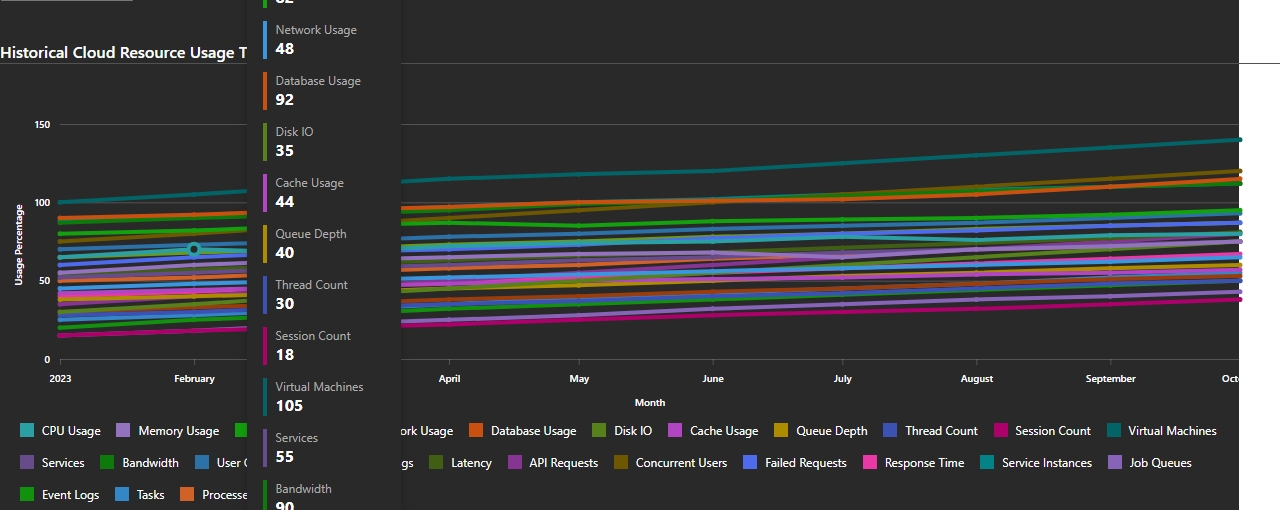 82
Network Usage
48
Historical Cloud Resource Usage T
Database Usage
92
Disk IO
35
Cache Usage
44
Queue Depth
40
Thread Count
30
Session Count
18
Virtual Machines
105
Services
55
Bandwidth
90
150
100
50
0
Usage Percentage
2023 February April May June July August September Octo
Month
CPU Usage Memory Usage rk Usage Database Usage Disk IO Cache Usage Queue Depth Thread Count Session Count Virtual Machines
Services Bandwidth User gs Latency API Requests Concurrent Users Failed Requests Response Time Service Instances Job Queues
Event Logs Tasks Processe